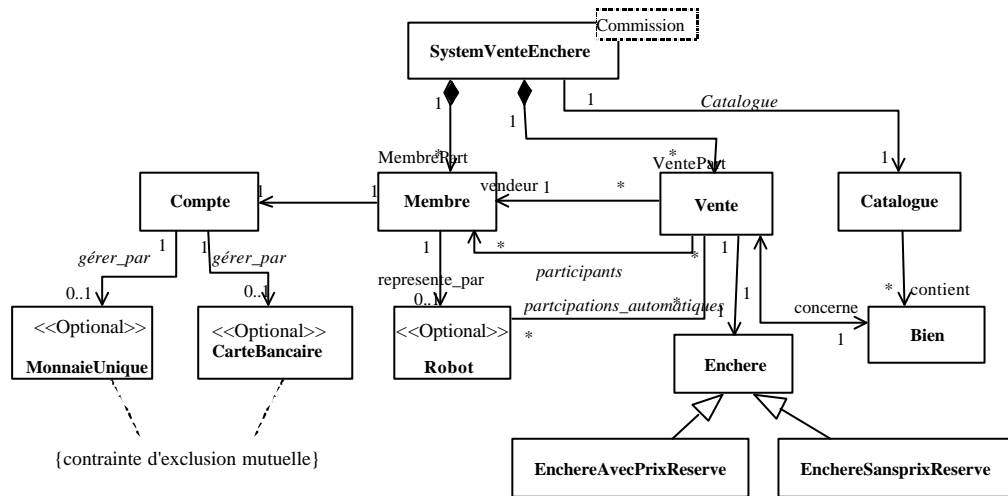 Commission
SystemVenteEnchere
1
1
1
Catalogue
*
*
1
MembrePart
VentePart
Compte
1
1
Membre
vendeur 1
*
Vente
Catalogue
1
1
1
*
*
1
gérer_par
gérer_par
participants
represente_par
0..1
0..1
0..1
partcipations_automatiques
*
1
1
concerne
*
contient
<<Optional>>
MonnaieUnique
<<Optional>>
CarteBancaire
<<Optional>>
Robot
*
1
Enchere
Bien
{contrainte d'exclusion mutuelle}
EnchereAvecPrixReserve
EnchereSansprixReserve